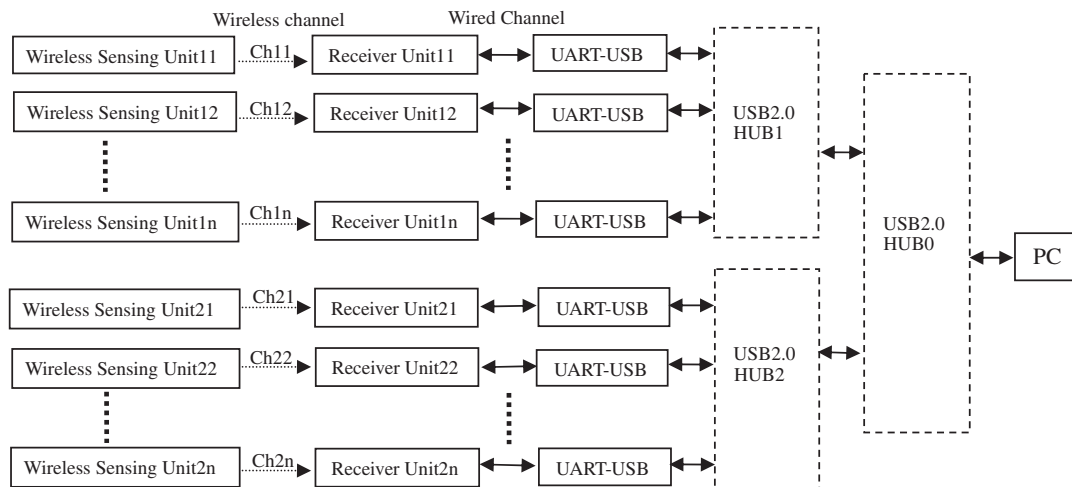 Wireless channel
Wired Channel
Wireless Sensing Unit11
Ch11
Receiver Unit11
UART-USB
Wireless Sensing Unit12
Ch12
Receiver Unit12
UART-USB
USB2.0
HUB1
Wireless Sensing Unit1n
Ch1n
Receiver Unit1n
UART-USB
USB2.0
HUB0
PC
Wireless Sensing Unit21
Ch21
Receiver Unit21
UART-USB
Wireless Sensing Unit22
Ch22
Receiver Unit22
UART-USB
USB2.0
HUB2
Wireless Sensing Unit2n
Ch2n
Receiver Unit2n
UART-USB